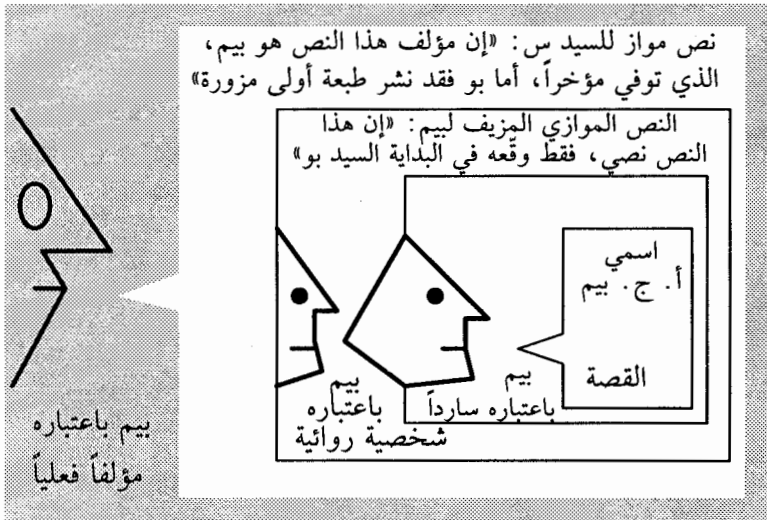 نص مواز للسيد س: «إن مؤلف هذا النص هو بيم،
الذي توفي مؤخراً، أما بو فقد نشر طبعة أولى مزورة»
النص الموازي المزيف لبيم: «إن هذا
النص نصي، فقط وقّعه في البداية السيد بو»
اسمي
أ. ج. بيم
القصة
بيم
باعتباره سارداً
بيم
باعتباره
شخصية روائية
بيم باعتباره
مؤلفاً فعلياً